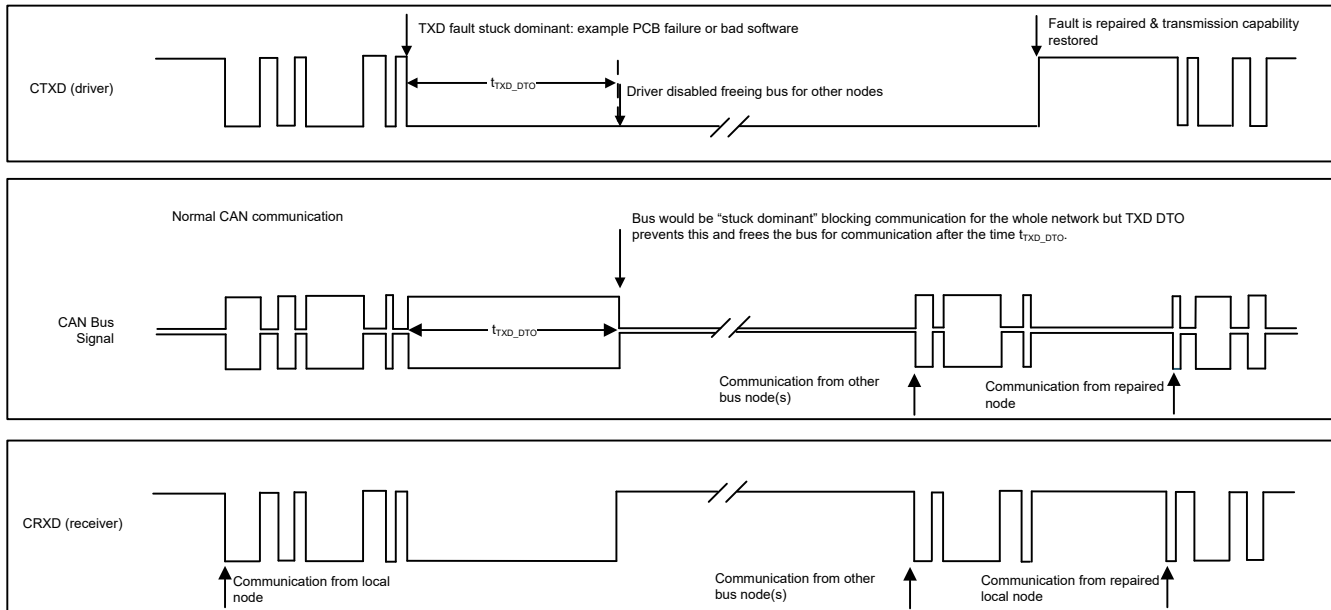 TXD fault stuck dominant: example PCB failure or bad software
Fault is repaired & transmission capability
restored
CTXD (driver)
tTXD_DTO
Driver disabled freeing bus for other nodes
Normal CAN communication
Bus would be “stuck dominant” blocking communication for the whole network but TXD DTO
prevents this and frees the bus for communication after the time tTXD_DTO.
CAN Bus
Signal
tTXD_DTO
Communication from other
bus node(s)
Communication from repaired
node
CRXD (receiver)
Communication from local
node
Communication from other
bus node(s)
Communication from repaired
local node